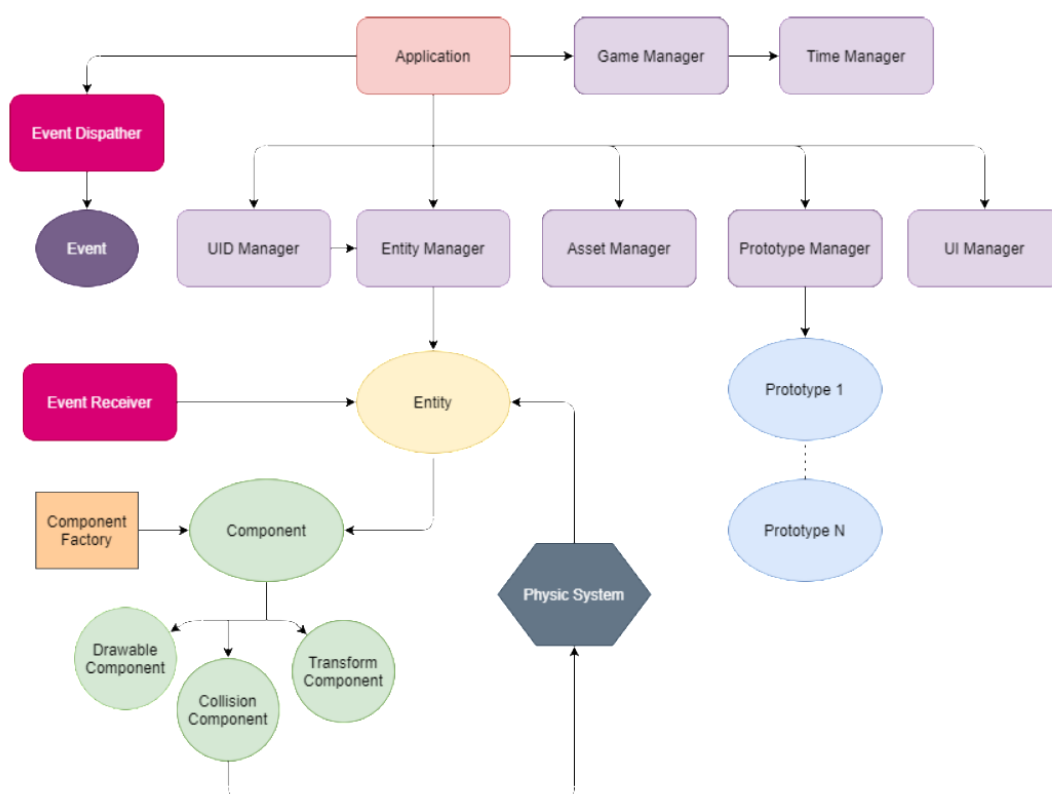 Application
Game Manager
Time Manager
Event Dispather
Event
UID Manager
Entity Manager
Asset Manager
Prototype Manager
UI Manager
Event Receiver
Entity
Prototype 1
Component
Factory
Component
Prototype N
Physic System
Drawable
Component
Collision
Component
Transform
Component